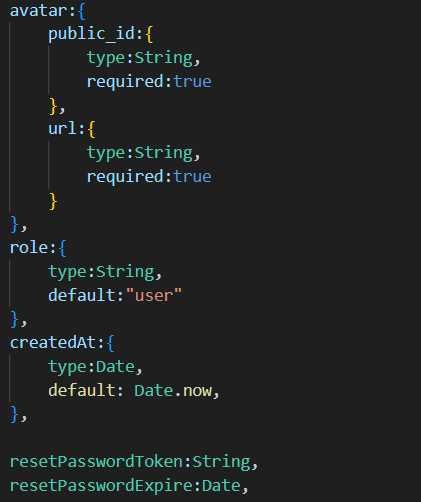 avatar:{
    public_id:{
        type:String,
        required:true
    },
    url:{
        type:String,
        required:true
    }
},
role:{
    type:String,
    default:"user"
},
createdAt:{
    type:Date,
    default: Date.now,
},

resetPasswordToken:String,
resetPasswordExpire:Date,